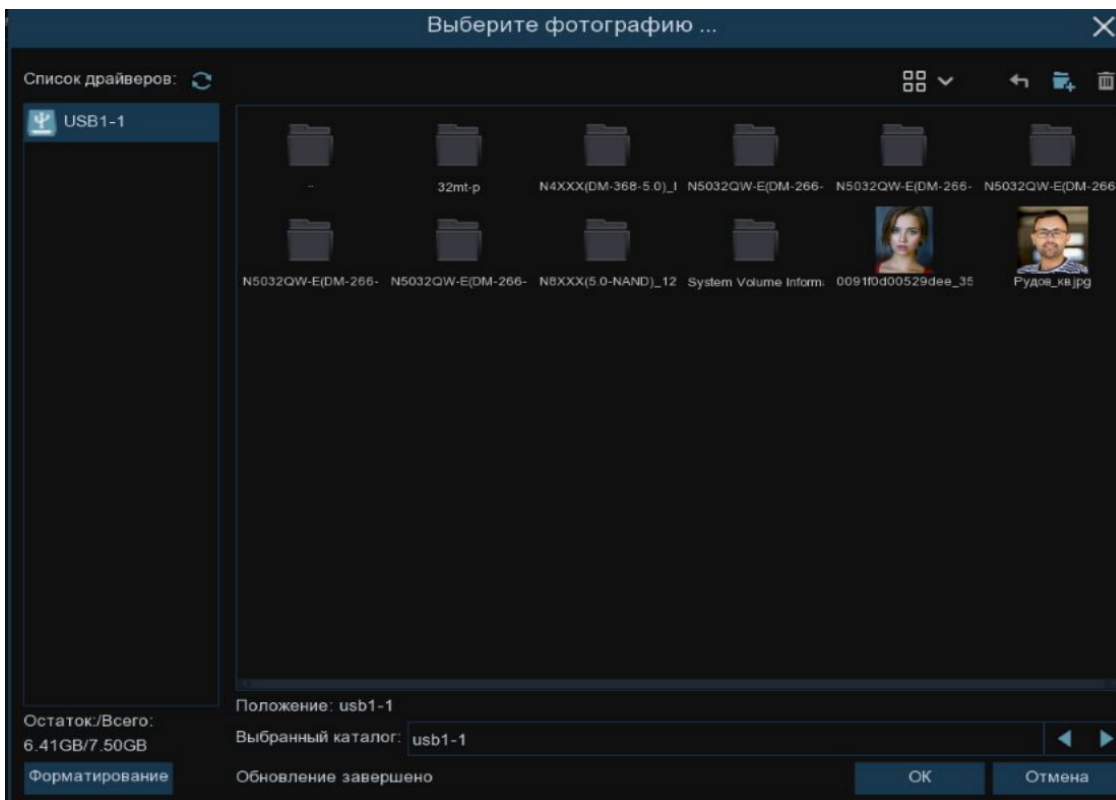 Выберите фотографию ...
Список драйверов:
USB1-1
..
32mt-p
N4XXX(DM-368-5.0)_I
N5032QW-E(DM-266-
N5032QW-E(DM-266-
N5032QW-E(DM-266
N5032QW-E(DM-266-
N5032QW-E(DM-266-
N8XXX(5.0-NAND)_12
System Volume Inform
0091f0d00529dee_35
Рудов_кв.jpg
Положение: usb1-1
Остаток:/Всего:
6.41GB/7.50GB
Выбранный каталог: usb1-1
Форматирование
Обновление завершено
OK
Отмена